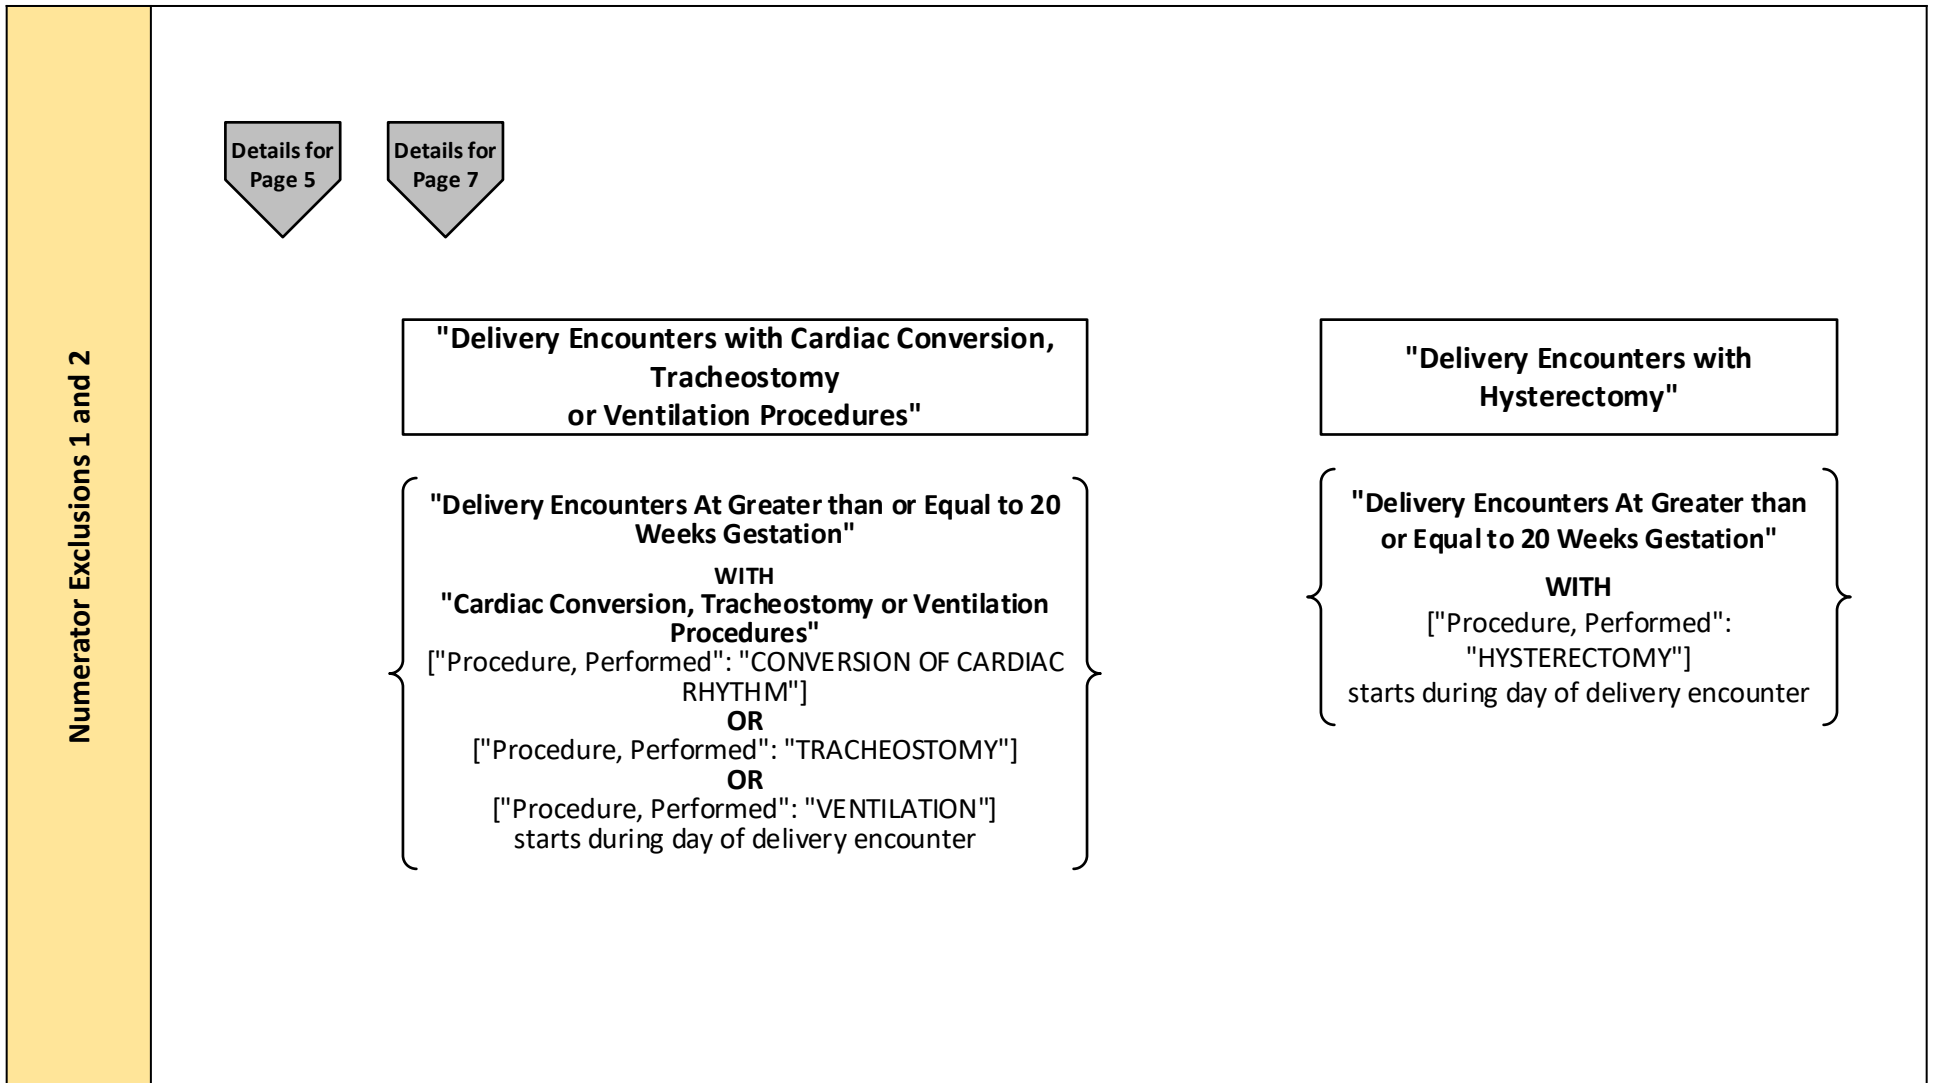 Numerator Exclusions 1 and 2
Details for
Page 5
Details for
Page 7
"Delivery Encounters with Cardiac Conversion,
Tracheostomy
or Ventilation Procedures"
"Delivery Encounters At Greater than or Equal to 20
Weeks Gestation"
WITH
"Cardiac Conversion, Tracheostomy or Ventilation
Procedures"
["Procedure, Performed": "CONVERSION OF CARDIAC
RHYTHM"]
OR
["Procedure, Performed": "TRACHEOSTOMY"]
OR
["Procedure, Performed": "VENTILATION"]
starts during day of delivery encounter
"Delivery Encounters with
Hysterectomy"
"Delivery Encounters At Greater than
or Equal to 20 Weeks Gestation"
WITH
["Procedure, Performed":
"HYSTERECTOMY"]
starts during day of delivery encounter